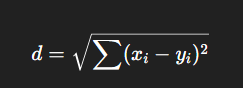 d = √∑(xᵢ − yᵢ)²